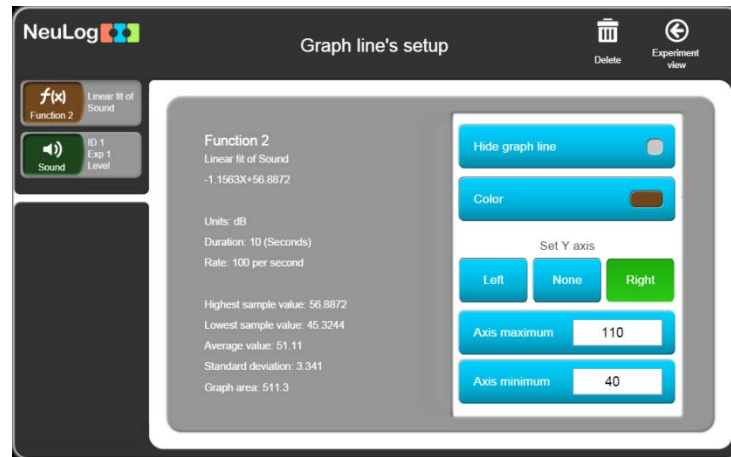 NeuLog
Graph line's setup
Delete
Experiment
view
f(x)
Function 2
Linear fit of
Sound
Sound
ID 1
Exp 1
Level
Function 2
Linear fit of Sound
-1.1563X+56.8872
Units: dB
Duration: 10 (Seconds)
Rate: 100 per second
Highest sample value: 56.8872
Lowest sample value: 45.3244
Average value: 51.11
Standard deviation: 3.341
Graph area: 511.3
Hide graph line
Color
Set Y axis
Left None Right
Axis maximum 110
Axis minimum 40